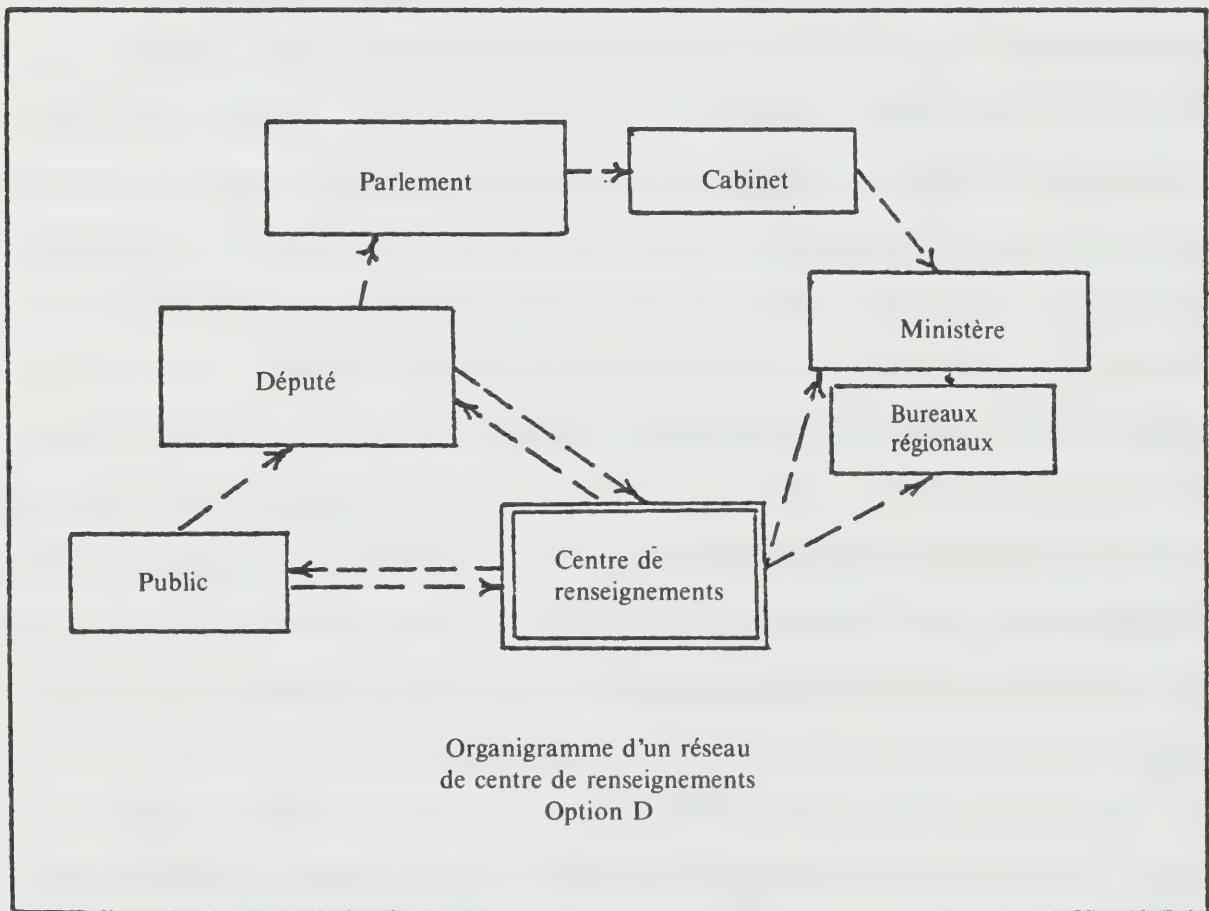 Parlement
Cabinet
Ministère
Député
Bureaux
régionaux
Public
Centre de
renseignements
Organigramme d'un réseau
de centre de renseignements
Option D